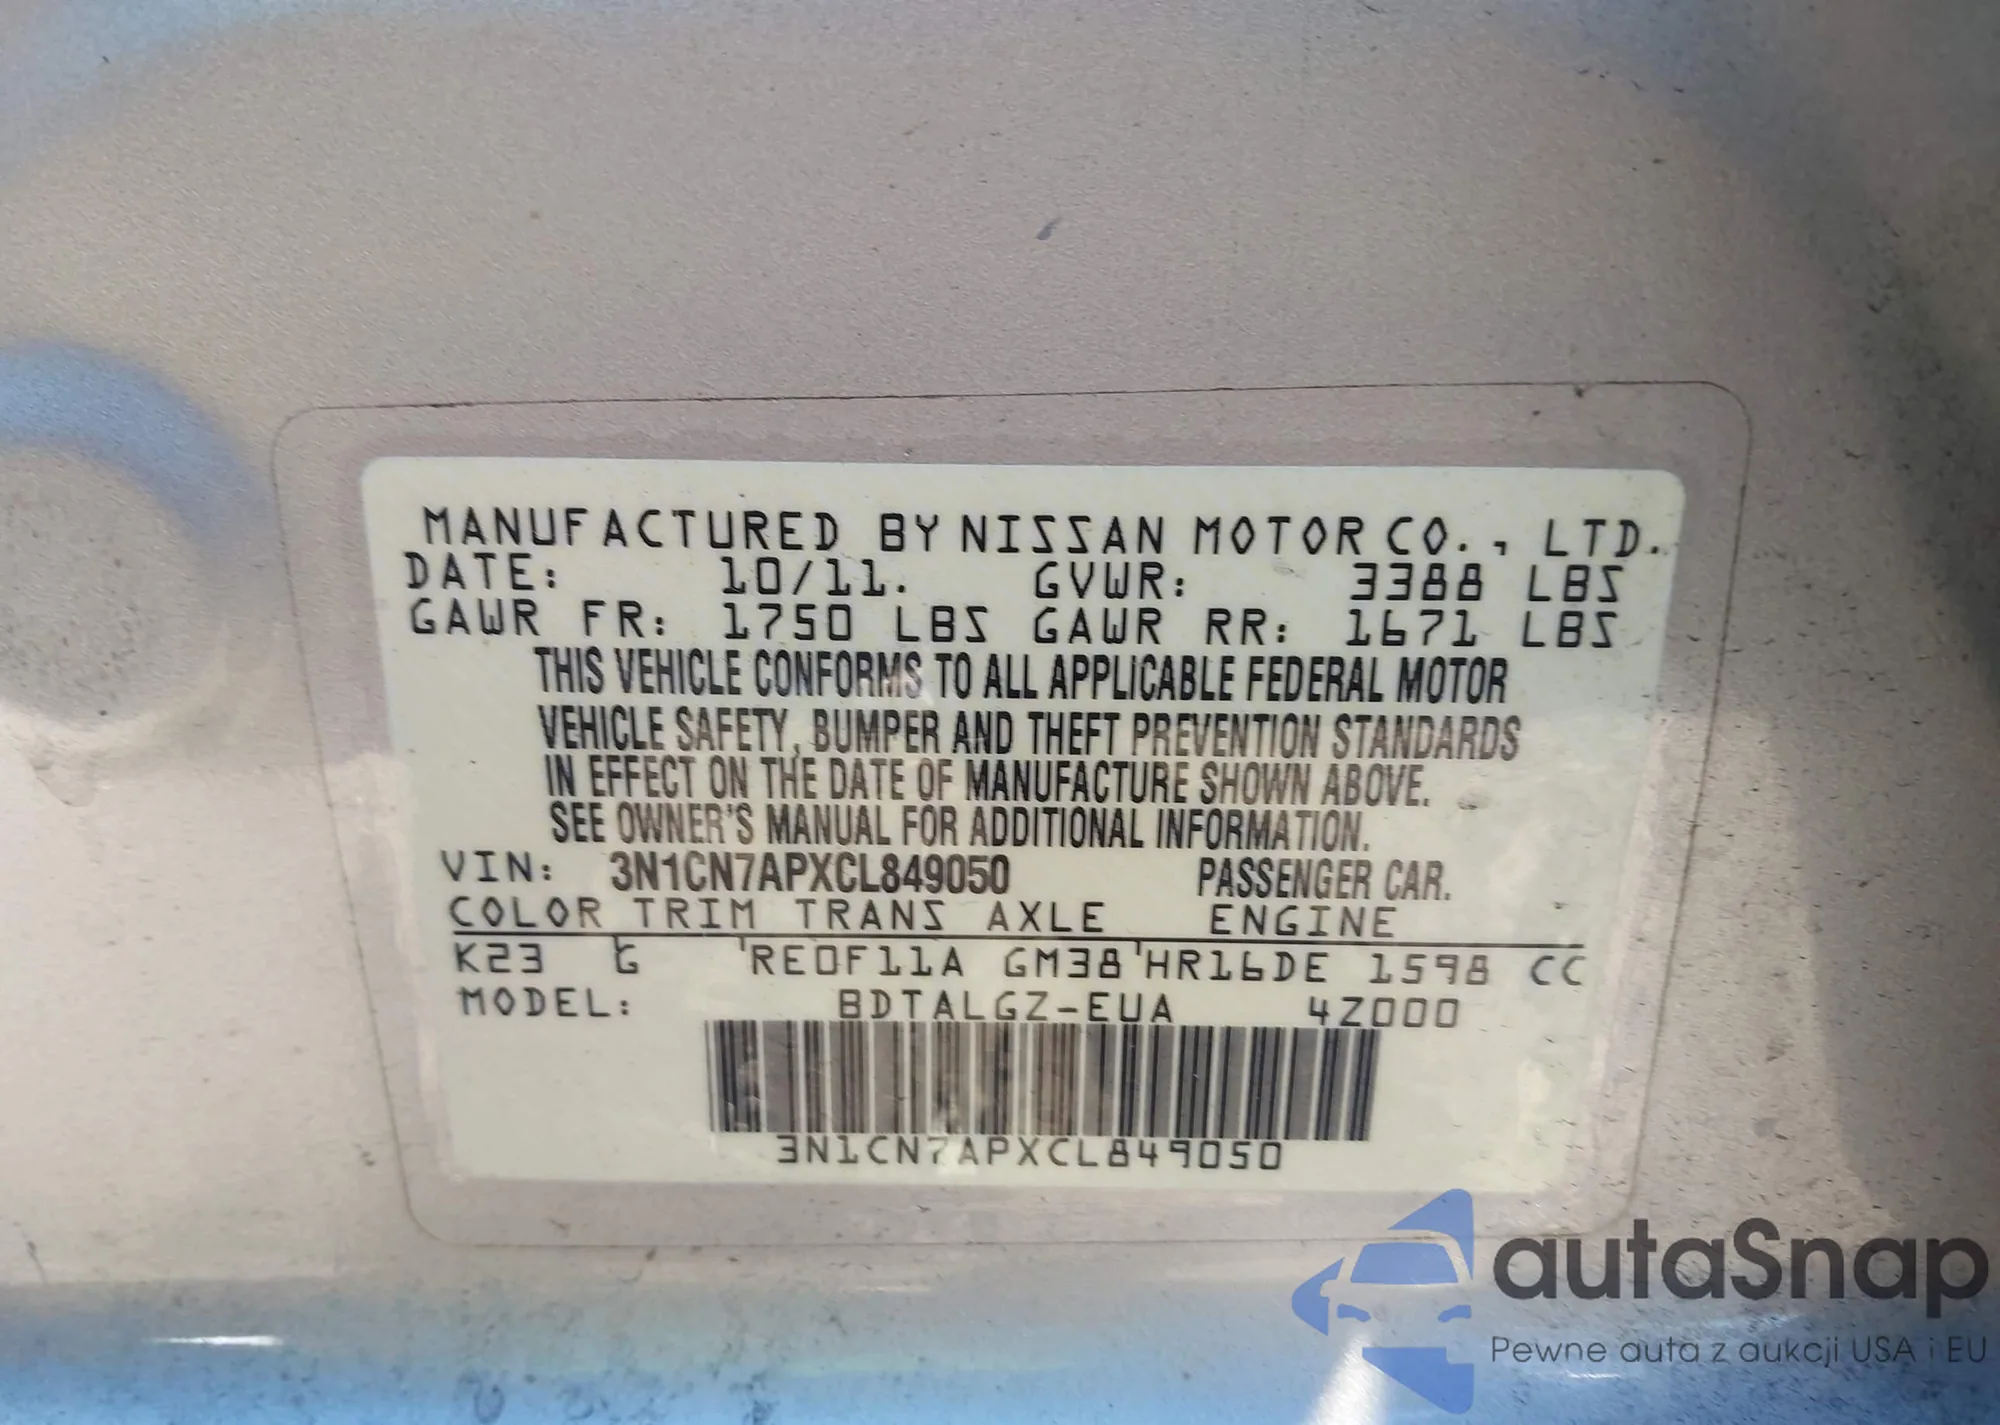 MANUFACTURED BY NISSAN MOTOR CO., LTD.
DATE: 10/11. GVWR: 3388 LBS
GAWR FR: 1750 LBS GAWR RR: 1671 LBS
THIS VEHICLE CONFORMS TO ALL APPLICABLE FEDERAL MOTOR
VEHICLE SAFETY, BUMPER AND THEFT PREVENTION STANDARDS
IN EFFECT ON THE DATE OF MANUFACTURE SHOWN ABOVE.
SEE OWNER'S MANUAL FOR ADDITIONAL INFORMATION.
VIN: 3N1CN7APXCL849050 PASSENGER CAR.
COLOR TRIM TRANS AXLE ENGINE
K23 G RE0F11A GM38 HR16DE 1598 CC
MODEL: BDTALGZ-EUA 4Z000
3N1CN7APXCL849050
autaSnap
Pewne auta z aukcji USA i EU